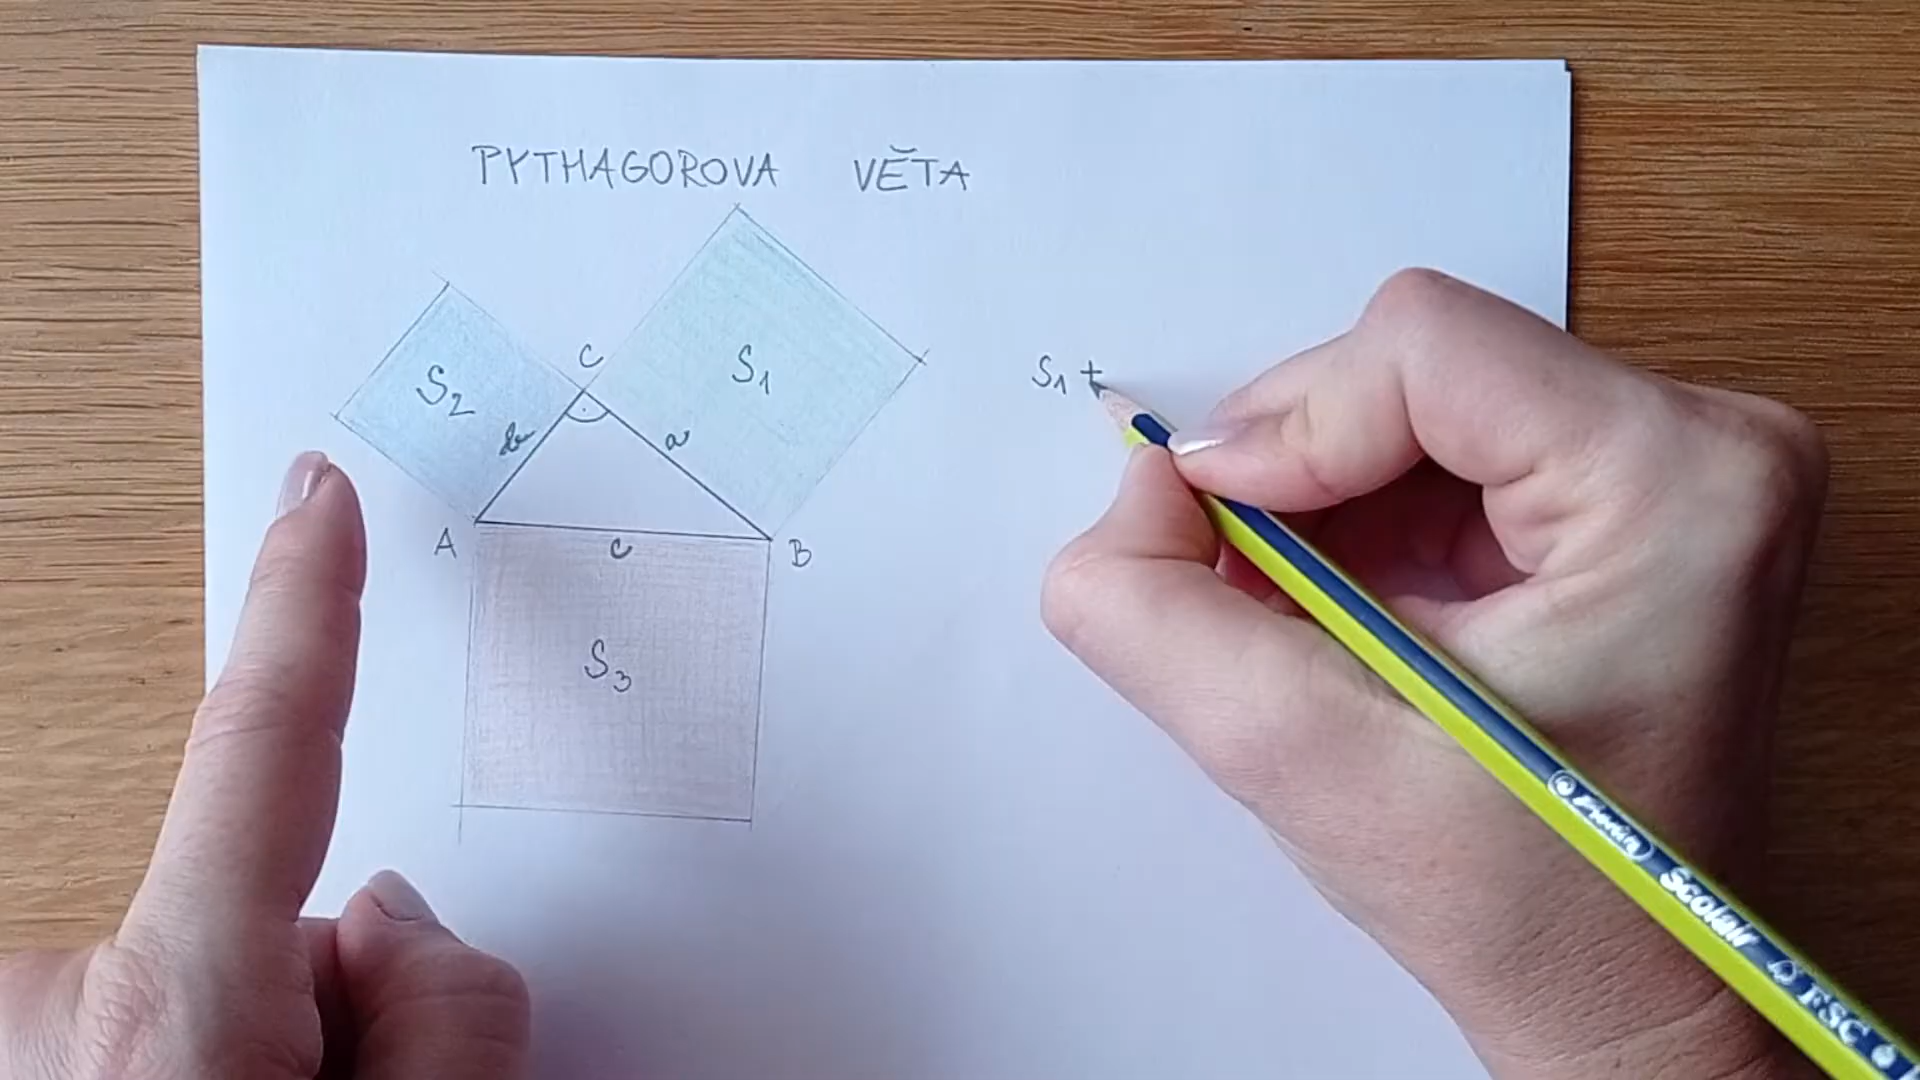 PYTHAGOROVA VĚTA
S2
C
S1
S1 +
b
a
A
c
B
S3
Scolair
FSC